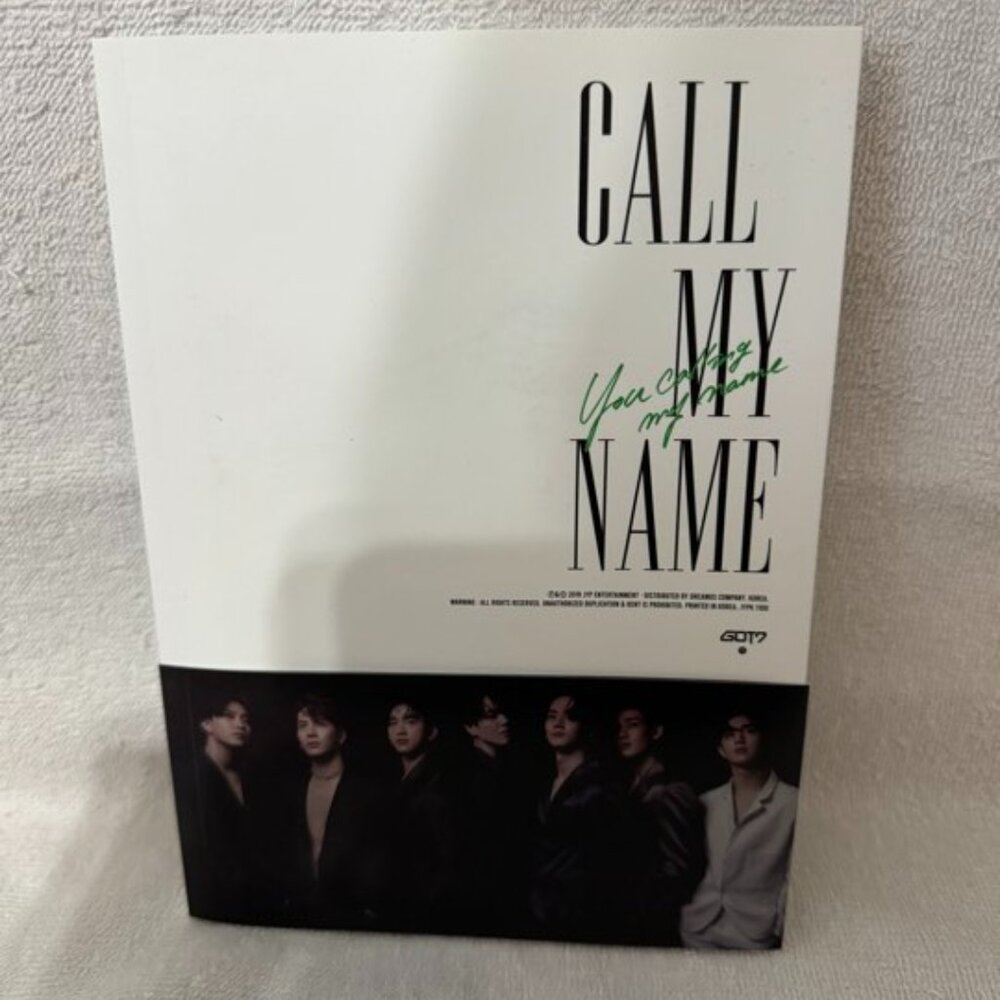 CALL
MY
You calling
my name
NAME
℗&© 2019 JYP ENTERTAINMENT · DISTRIBUTED BY DREAMUS COMPANY. KOREA.
WARNING : ALL RIGHTS RESERVED. UNAUTHORIZED DUPLICATION & RENT IS PROHIBITED. PRINTED IN KOREA.
GOT7